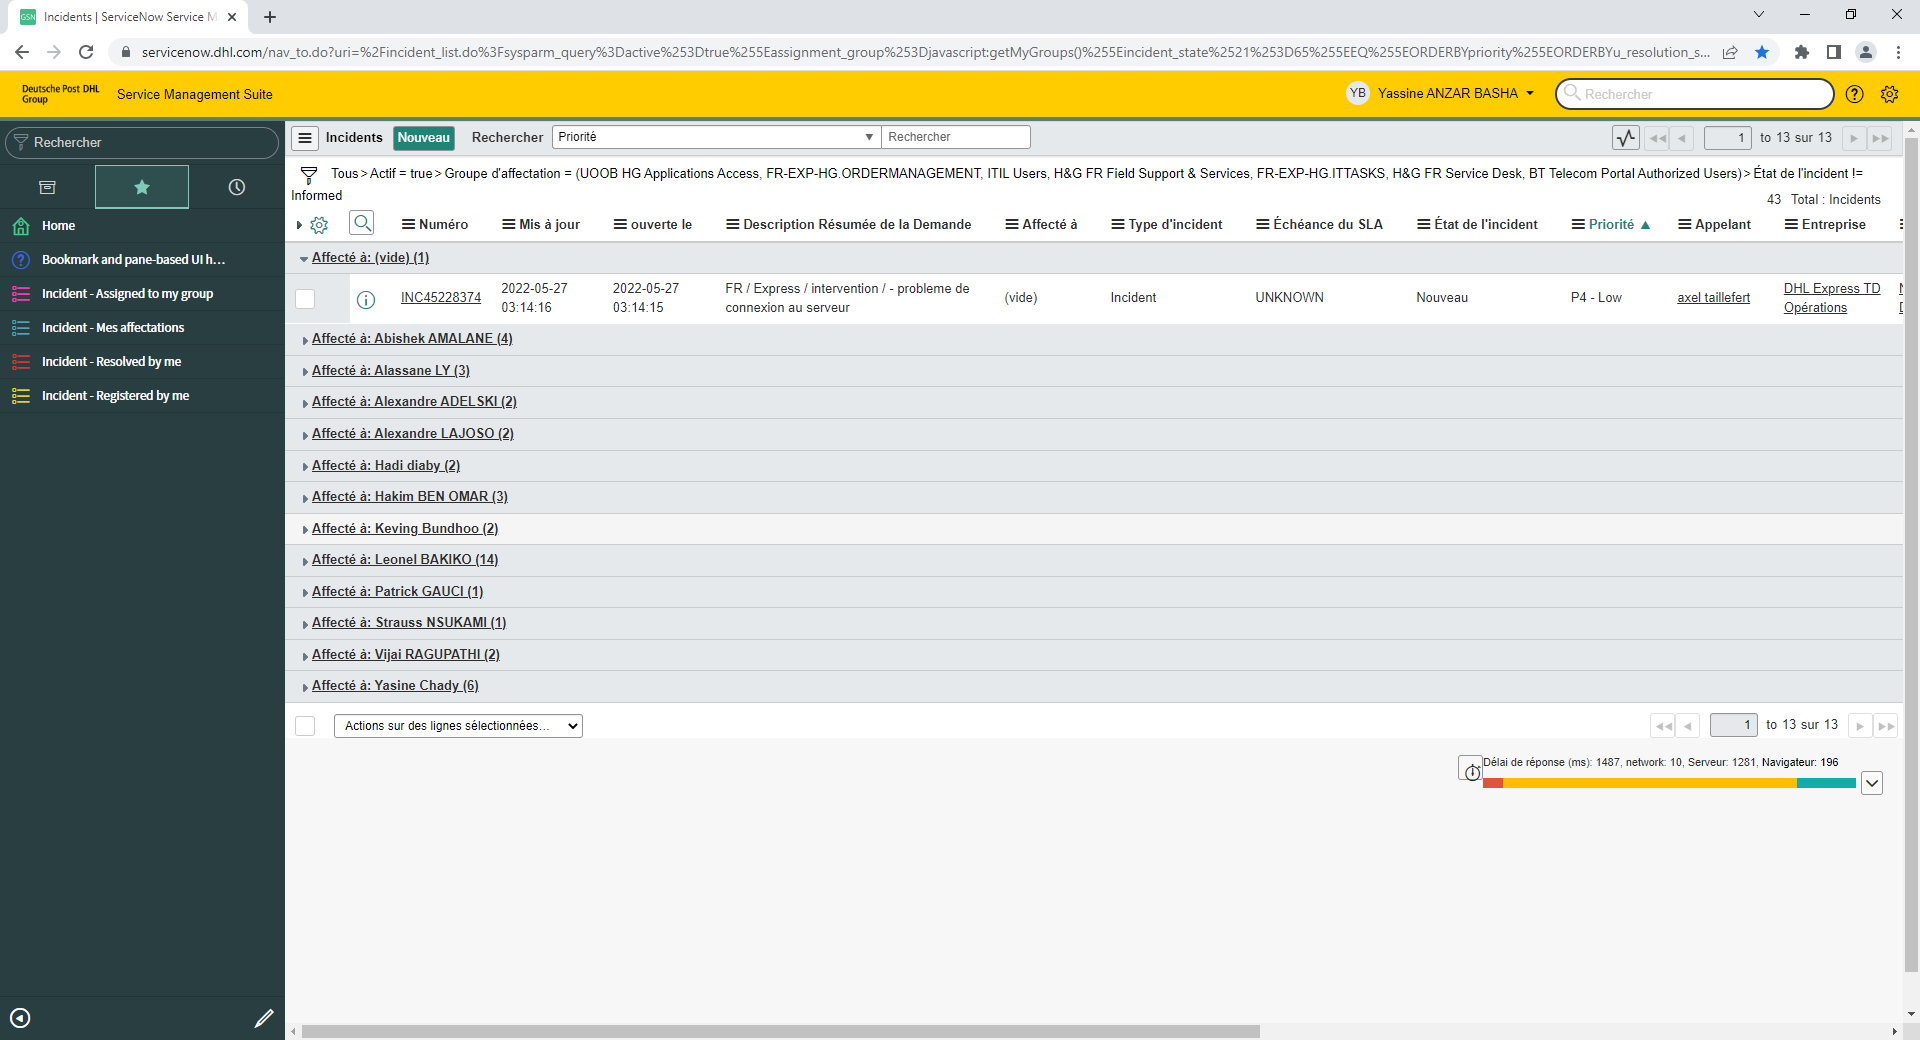 GSN Incidents | ServiceNow Service M
servicenow.dhl.com/nav_to.do?uri=%2Fincident_list.do%3Fsysparm_query%3Dactive%253Dtrue%255Eassignment_group%253Djavascript:getMyGroups()%255Eincident_state%2521%253D65%255EEQ%255EORDERBYpriority%255EORDERBYu_resolution_s...
Deutsche Post DHL
Group
Service Management Suite
YB Yassine ANZAR BASHA
Rechercher
Rechercher
Incidents Nouveau Rechercher Priorité Rechercher
1 to 13 sur 13
Tous > Actif = true > Groupe d'affectation = (UOOB HG Applications Access, FR-EXP-HG.ORDERMANAGEMENT, ITIL Users, H&G FR Field Support & Services, FR-EXP-HG.ITTASKS, H&G FR Service Desk, BT Telecom Portal Authorized Users) > État de l'incident !=
Informed
43 Total : Incidents
Home
Bookmark and pane-based UI h...
Incident - Assigned to my group
Incident - Mes affectations
Incident - Resolved by me
Incident - Registered by me
Numéro Mis à jour ouverte le Description Résumée de la Demande Affecté à Type d'incident Échéance du SLA État de l'incident Priorité Appelant Entreprise
Affecté à: (vide) (1)
INC45228374 2022-05-27 03:14:16 2022-05-27 03:14:15 FR / Express / intervention / - probleme de connexion au serveur (vide) Incident UNKNOWN Nouveau P4 - Low axel taillefert DHL Express TD Opérations
Affecté à: Abishek AMALANE (4)
Affecté à: Alassane LY (3)
Affecté à: Alexandre ADELSKI (2)
Affecté à: Alexandre LAJOSO (2)
Affecté à: Hadi diaby (2)
Affecté à: Hakim BEN OMAR (3)
Affecté à: Keving Bundhoo (2)
Affecté à: Leonel BAKIKO (14)
Affecté à: Patrick GAUCI (1)
Affecté à: Strauss NSUKAMI (1)
Affecté à: Vijai RAGUPATHI (2)
Affecté à: Yasine Chady (6)
Actions sur des lignes sélectionnées...
1 to 13 sur 13
Délai de réponse (ms): 1487, network: 10, Serveur: 1281, Navigateur: 196